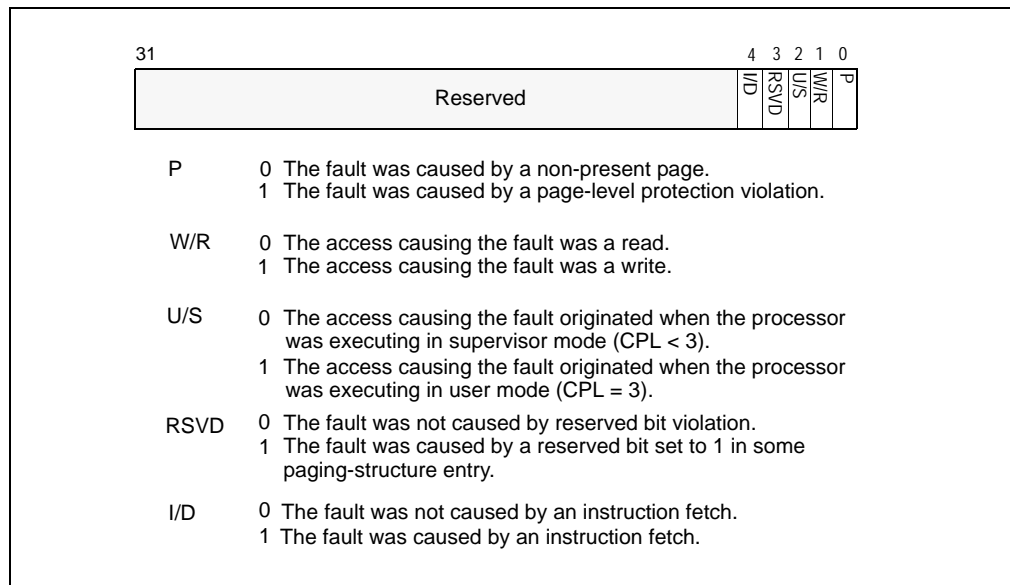 31 4 3 2 1 0
Reserved I/D RSVD U/S W/R P
P 0 The fault was caused by a non-present page.
1 The fault was caused by a page-level protection violation.
W/R 0 The access causing the fault was a read.
1 The access causing the fault was a write.
U/S 0 The access causing the fault originated when the processor
was executing in supervisor mode (CPL < 3).
1 The access causing the fault originated when the processor
was executing in user mode (CPL = 3).
RSVD 0 The fault was not caused by reserved bit violation.
1 The fault was caused by a reserved bit set to 1 in some
paging-structure entry.
I/D 0 The fault was not caused by an instruction fetch.
1 The fault was caused by an instruction fetch.